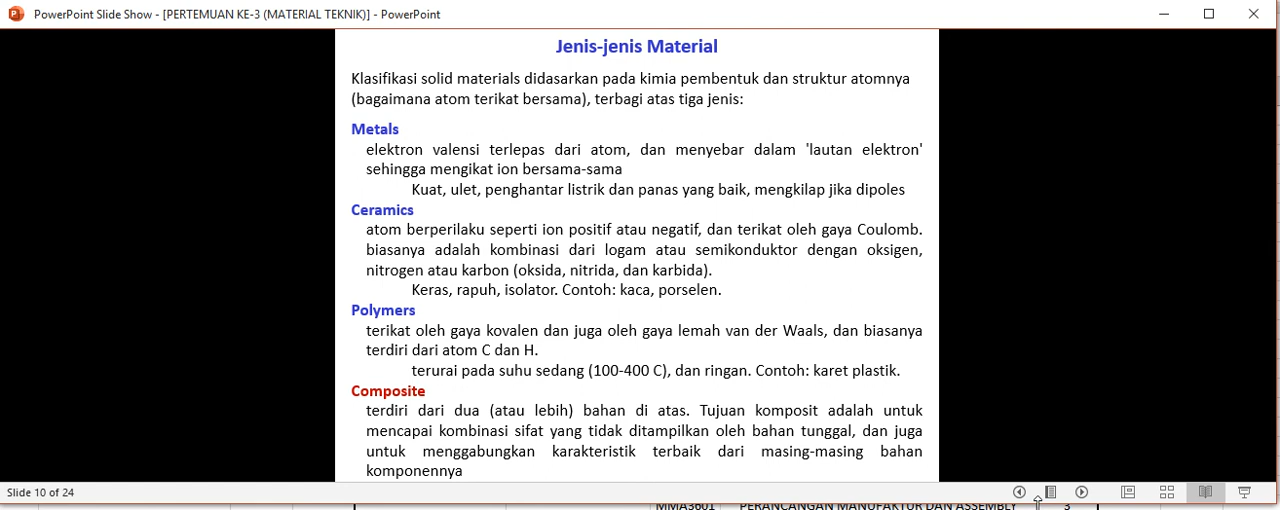 PowerPoint Slide Show - [PERTEMUAN KE-3 (MATERIAL TEKNIK)] - PowerPoint
Jenis-jenis Material
Klasifikasi solid materials didasarkan pada kimia pembentuk dan struktur atomnya
(bagaimana atom terikat bersama), terbagi atas tiga jenis:
Metals
elektron valensi terlepas dari atom, dan menyebar dalam 'lautan elektron'
sehingga mengikat ion bersama-sama
Kuat, ulet, penghantar listrik dan panas yang baik, mengkilap jika dipoles
Ceramics
atom berperilaku seperti ion positif atau negatif, dan terikat oleh gaya Coulomb.
biasanya adalah kombinasi dari logam atau semikonduktor dengan oksigen,
nitrogen atau karbon (oksida, nitrida, dan karbida).
Keras, rapuh, isolator. Contoh: kaca, porselen.
Polymers
terikat oleh gaya kovalen dan juga oleh gaya lemah van der Waals, dan biasanya
terdiri dari atom C dan H.
terurai pada suhu sedang (100-400 C), dan ringan. Contoh: karet plastik.
Composite
terdiri dari dua (atau lebih) bahan di atas. Tujuan komposit adalah untuk
mencapai kombinasi sifat yang tidak ditampilkan oleh bahan tunggal, dan juga
untuk menggabungkan karakteristik terbaik dari masing-masing bahan
komponennya
Slide 10 of 24
MMA3601 PERANCANGAN MANUFAKTUR DAN ASSEMBLY 3